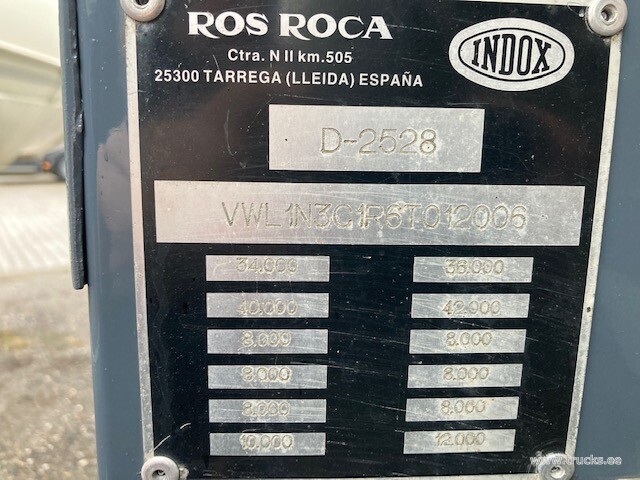 ROS ROCA
INDOX
Ctra. N II km.505
25300 TARREGA (LLEIDA) ESPAÑA
D-2528
VWL1N3C1R6T012006
34.000 36.000
40.000 42.000
8.000 8.000
8.000 8.000
8.000 8.000
10.000 12.000
www.trucks.ee